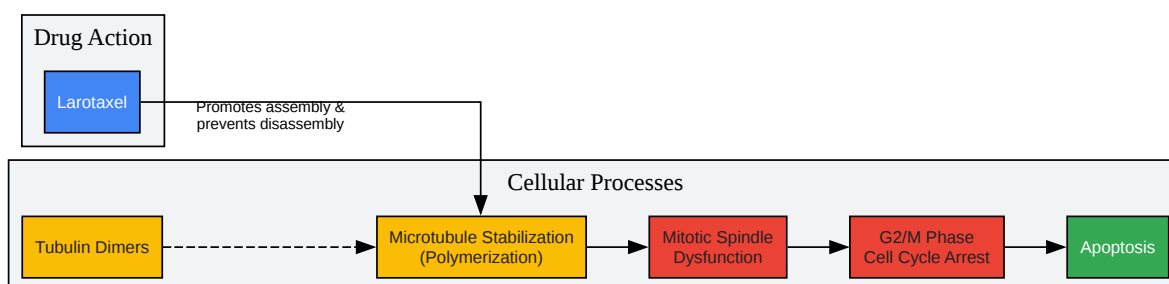 Drug Action
Larotaxel
Promotes assembly &
prevents disassembly
Cellular Processes
Tubulin Dimers
Microtubule Stabilization
(Polymerization)
Mitotic Spindle
Dysfunction
G2/M Phase
Cell Cycle Arrest
Apoptosis